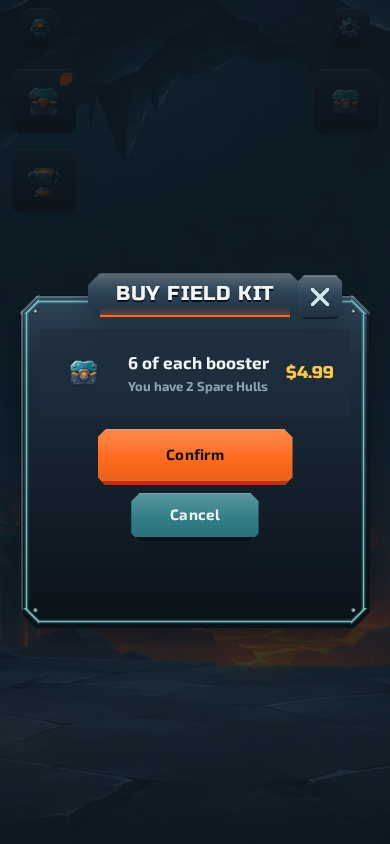 BUY FIELD KIT
6 of each booster
You have 2 Spare Hulls
$4.99
Confirm
Cancel